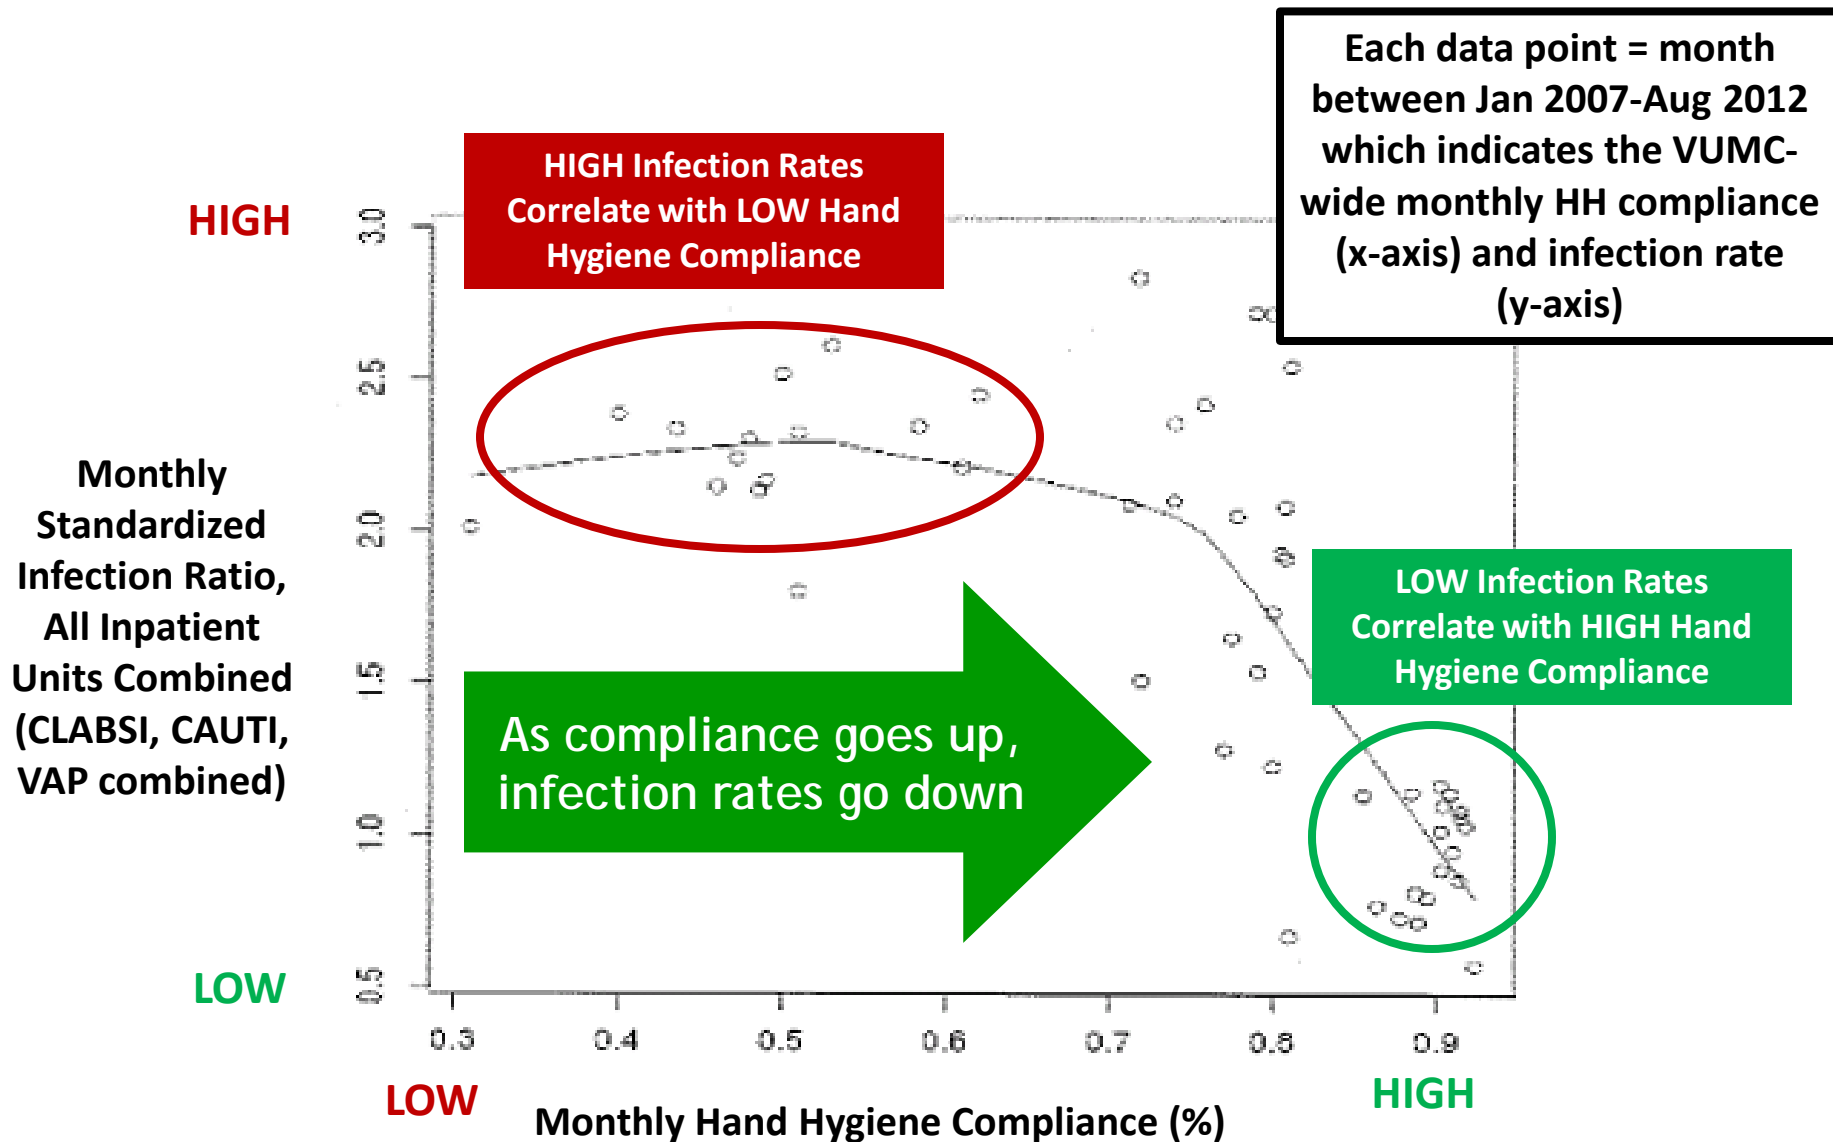 Each data point = month
between Jan 2007-Aug 2012
which indicates the VUMC-
wide monthly HH compliance
(x-axis) and infection rate
(y-axis)
HIGH Infection Rates
Correlate with LOW Hand
Hygiene Compliance
HIGH
3.0
2.5
2.0
1.5
1.0
0.5
Monthly
Standardized
Infection Ratio,
All Inpatient
Units Combined
(CLABSI, CAUTI,
VAP combined)
LOW Infection Rates
Correlate with HIGH Hand
Hygiene Compliance
As compliance goes up,
infection rates go down
LOW
0.3 0.4 0.5 0.6 0.7 0.8 0.9
LOW
HIGH
Monthly Hand Hygiene Compliance (%)